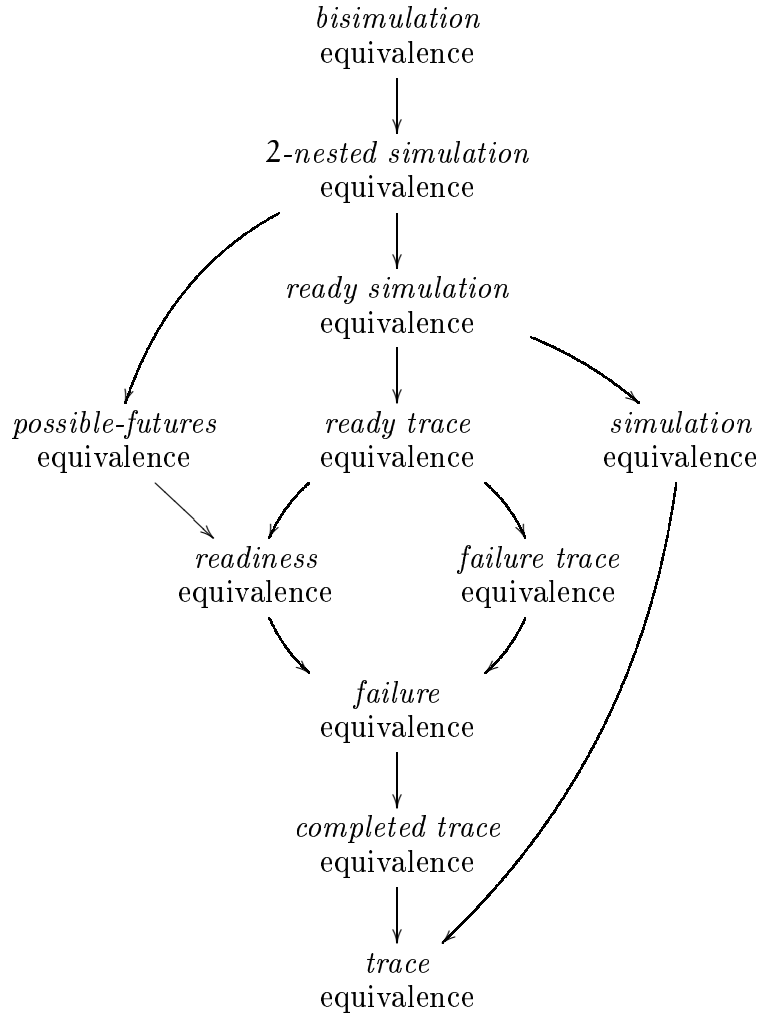 bisimulation
equivalence
2-nested simulation
equivalence
ready simulation
equivalence
possible-futures
equivalence
ready trace
equivalence
simulation
equivalence
readiness
equivalence
failure trace
equivalence
failure
equivalence
completed trace
equivalence
trace
equivalence